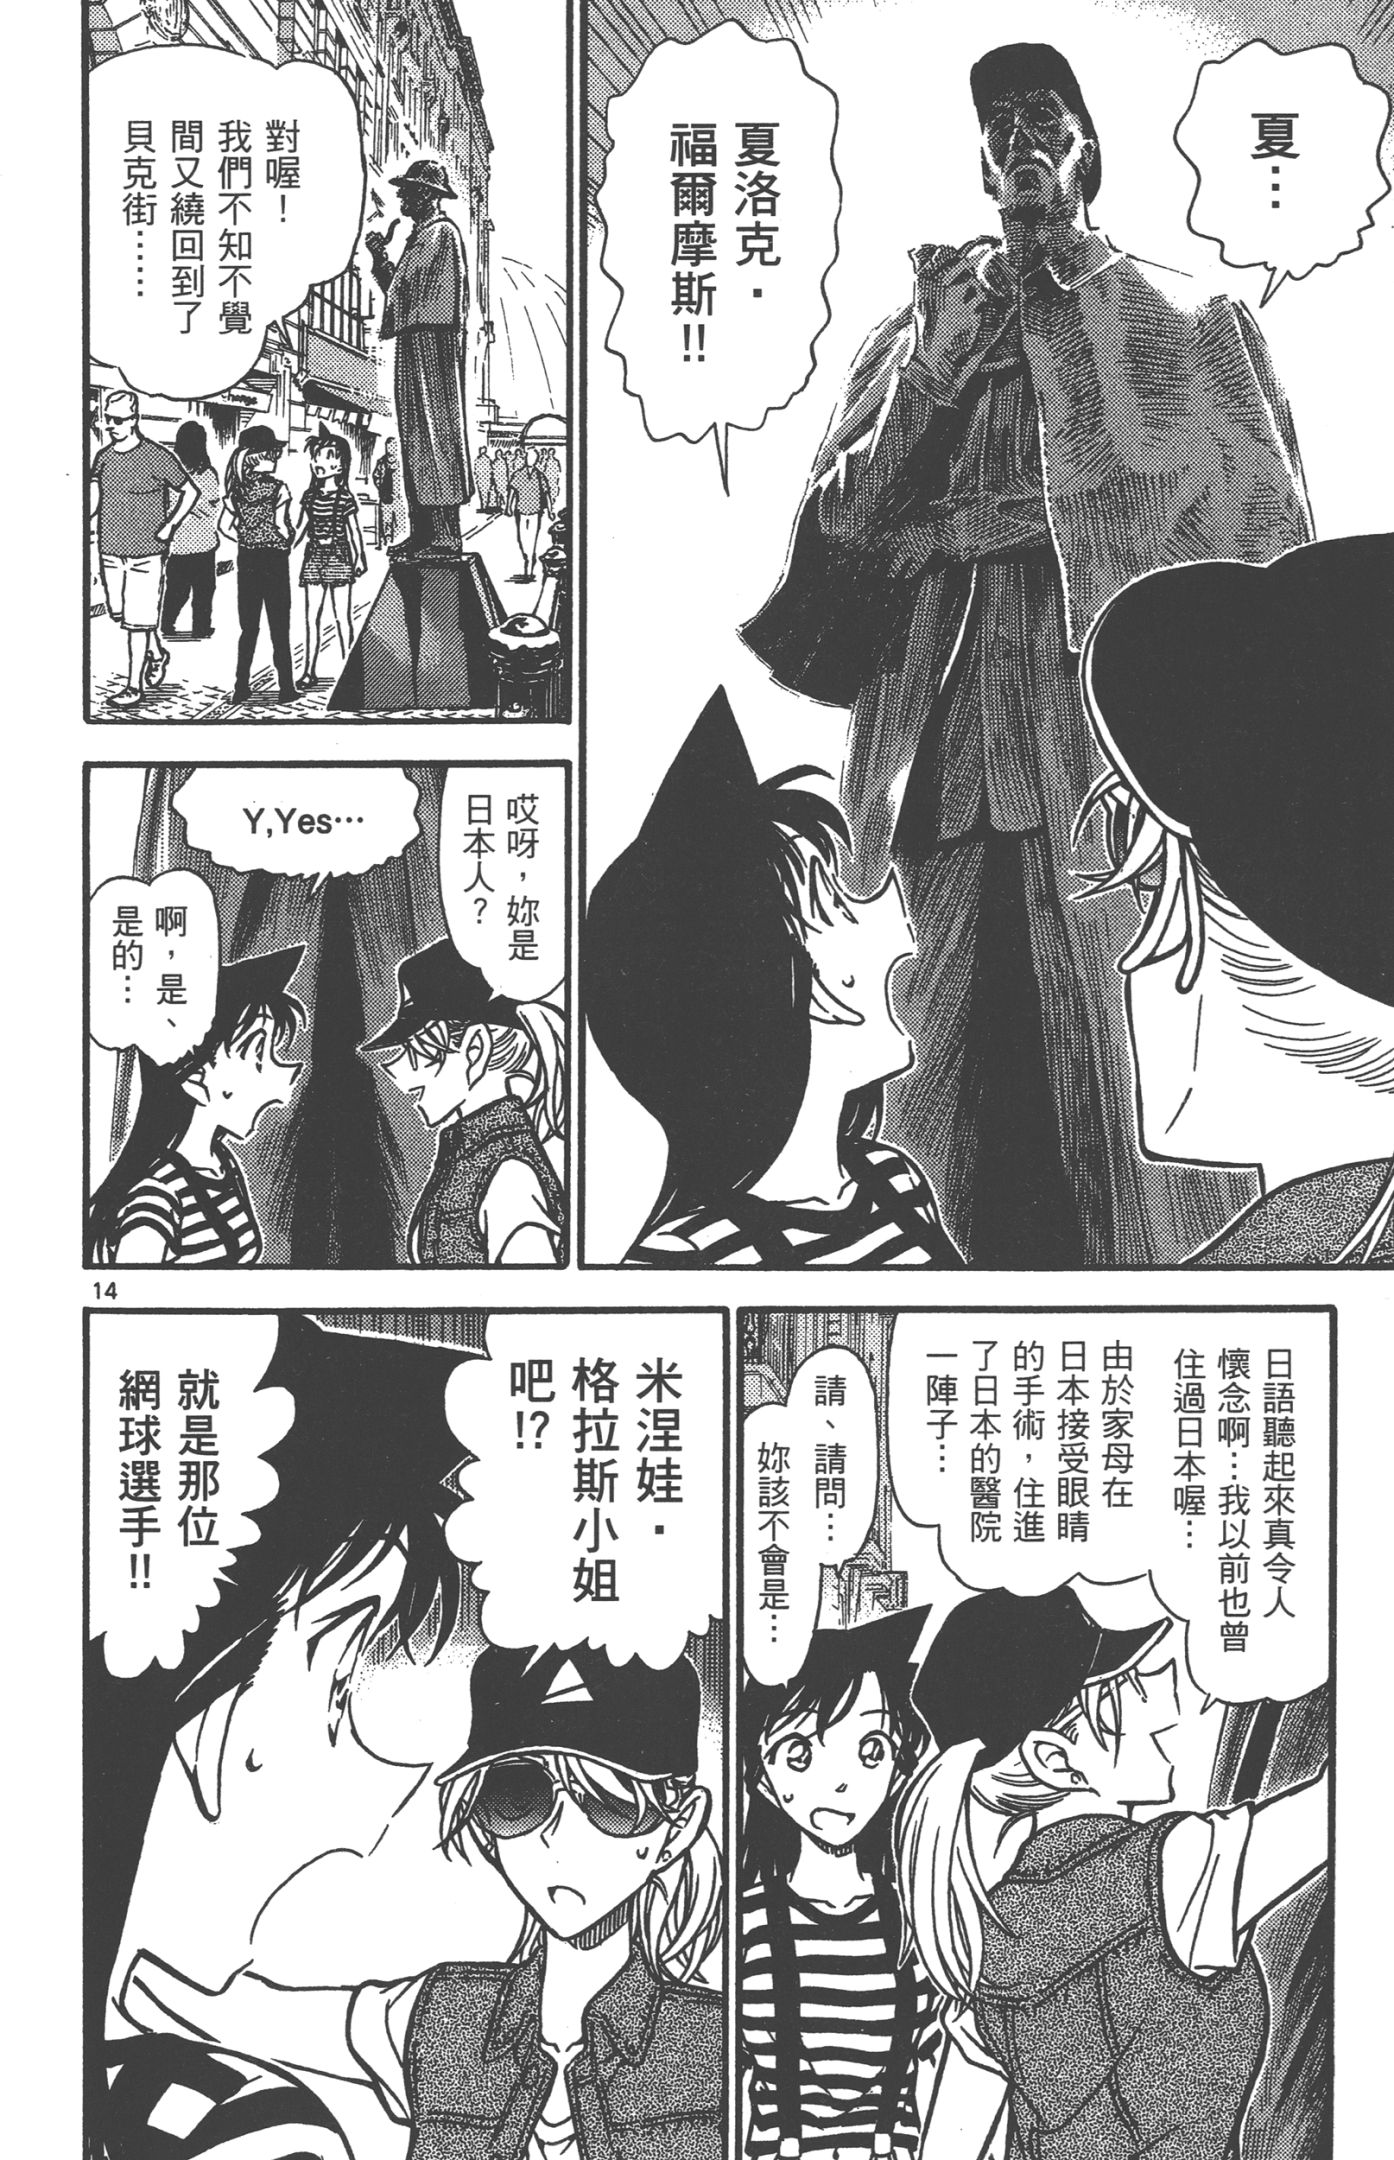 夏…
夏洛克・
福爾摩斯!!
對喔！
我們不知不覺
間又繞回到了
貝克街……
change
哎呀，妳是
日本人？
Y,Yes…
啊，是、
是的…
14
日語聽起來真令人
懷念啊…我以前也曾
住過日本喔…
由於家母在
日本接受眼睛
的手術，住進
了日本的醫院
一陣子…
請、請問…
妳該不會是…
米涅娃・
格拉斯小姐
吧!?
就是那位
網球選手!!